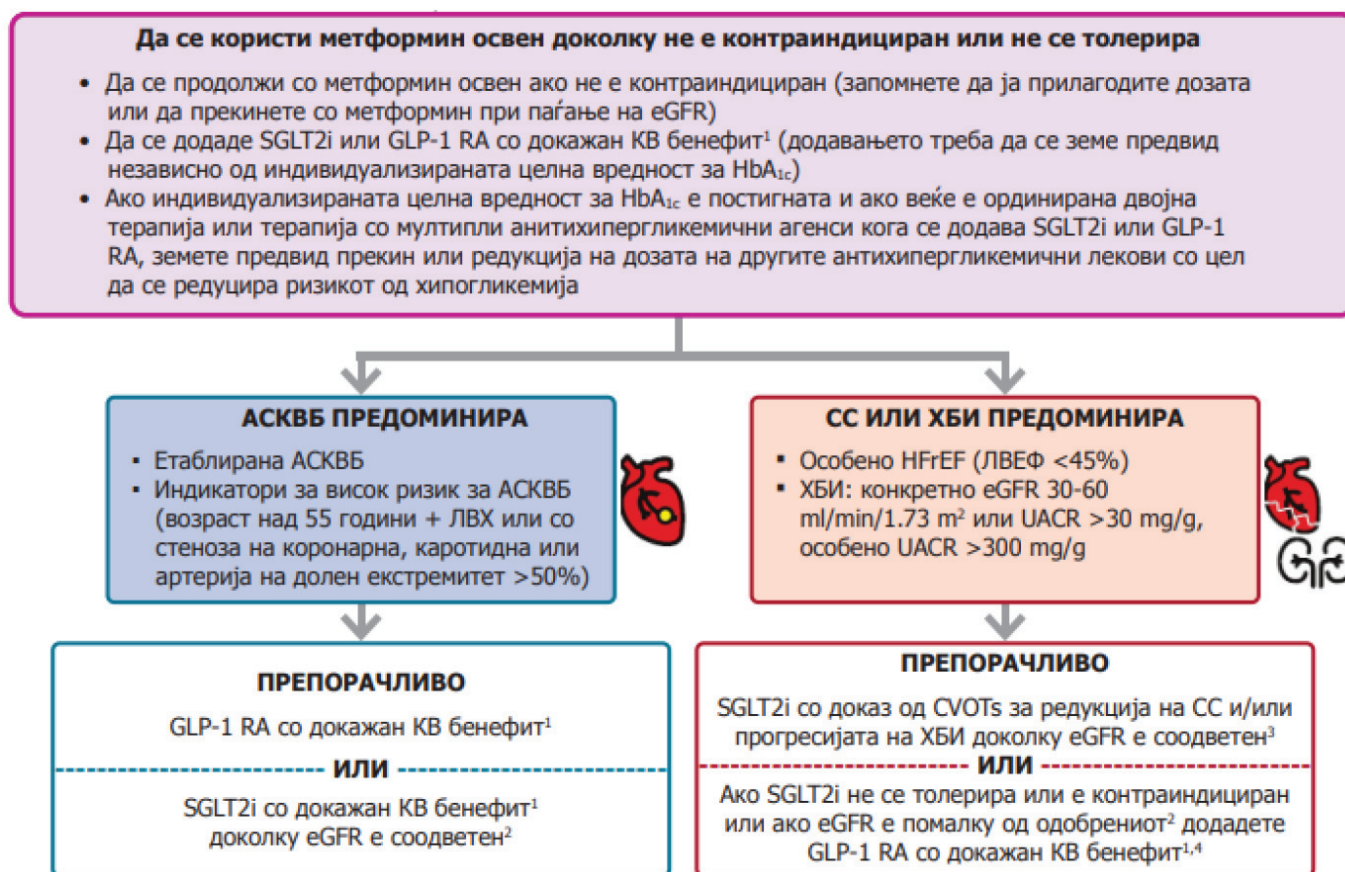 Да се користи метформин освен доколку не е контраиндициран или не се толерира
• Да се продолжи со метформин освен ако не е контраиндициран (запомнете да ја прилагодите дозата
или да прекинете со метформин при паѓање на eGFR)
• Да се додаде SGLT2i или GLP-1 RA со докажан КВ бенефит¹ (додавањето треба да се земе предвид
независно од индивидуализираната целна вредност за HbA₁c)
• Ако индивидуализираната целна вредност за HbA₁c е постигната и ако веќе е ординирана двојна
терапија или терапија со мултипли анитихипергликемични агенси кога се додава SGLT2i или GLP-1
RA, земете предвид прекин или редукција на дозата на другите антихипергликемични лекови со цел
да се редуцира ризикот од хипогликемија
АСКВБ ПРЕДОМИНИРА
▪ Етаблирана АСКВБ
▪ Индикатори за висок ризик за АСКВБ
(возраст над 55 години + ЛВХ или со
стеноза на коронарна, каротидна или
артерија на долен екстремитет >50%)
ПРЕПОРАЧЛИВО
GLP-1 RA со докажан КВ бенефит¹
ИЛИ
SGLT2i со докажан КВ бенефит¹
доколку eGFR е соодветен²
СС ИЛИ ХБИ ПРЕДОМИНИРА
▪ Особено HFrEF (ЛВЕФ <45%)
▪ ХБИ: конкретно eGFR 30-60
ml/min/1.73 m² или UACR >30 mg/g,
особено UACR >300 mg/g
ПРЕПОРАЧЛИВО
SGLT2i со доказ од CVOTs за редукција на СС и/или
прогресијата на ХБИ доколку eGFR е соодветен³
ИЛИ
Ако SGLT2i не се толерира или е контраиндициран
или ако eGFR е помалку од одобрениот² додадете
GLP-1 RA со докажан КВ бенефит¹,⁴